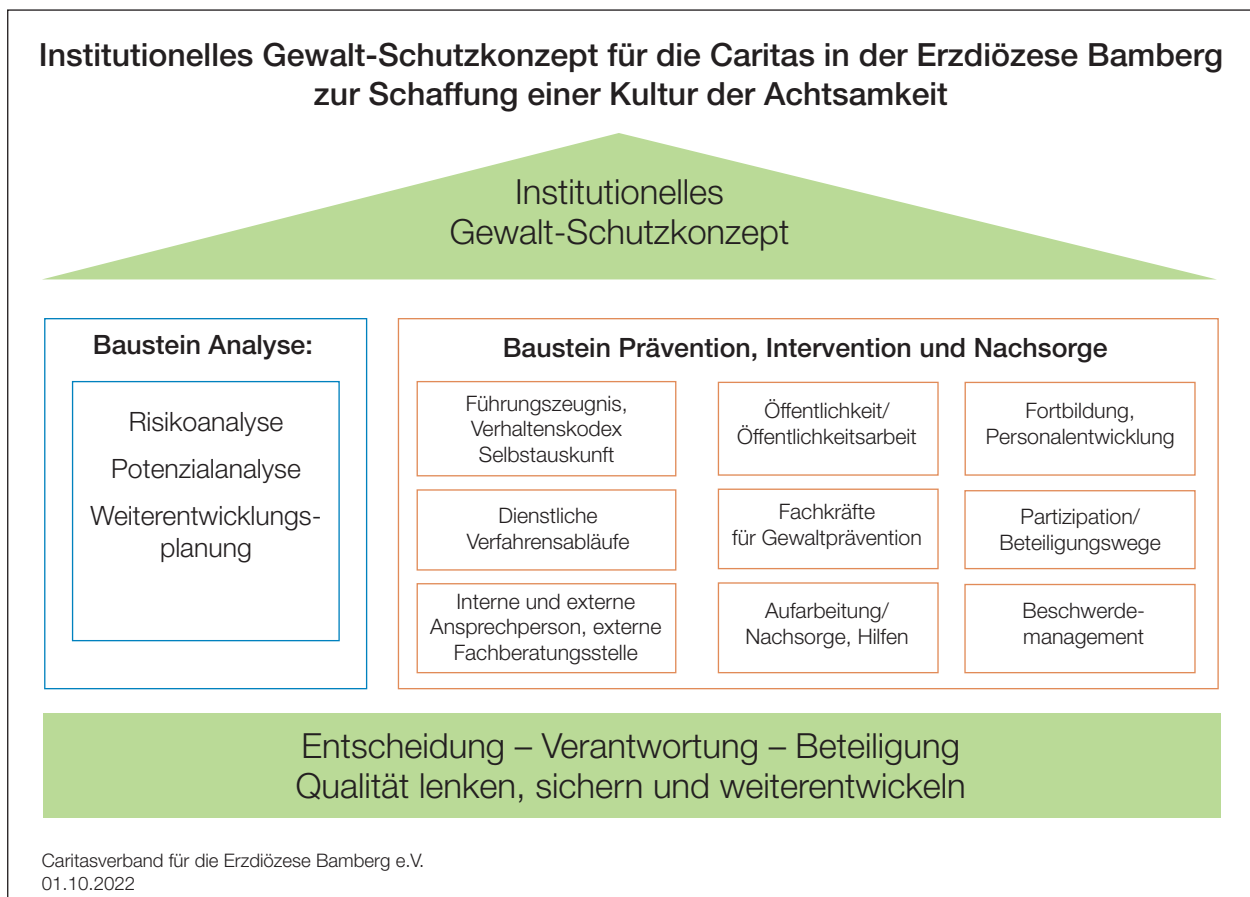 Institutionelles Gewalt-Schutzkonzept für die Caritas in der Erzdiözese Bamberg
zur Schaffung einer Kultur der Achtsamkeit
Institutionelles
Gewalt-Schutzkonzept
Baustein Analyse:
Risikoanalyse
Potenzialanalyse
Weiterentwicklungs-
planung
Baustein Prävention, Intervention und Nachsorge
Führungszeugnis,
Verhaltenskodex
Selbstauskunft
Öffentlichkeit/
Öffentlichkeitsarbeit
Fortbildung,
Personalentwicklung
Dienstliche
Verfahrensabläufe
Fachkräfte
für Gewaltprävention
Partizipation/
Beteiligungswege
Interne und externe
Ansprechperson, externe
Fachberatungsstelle
Aufarbeitung/
Nachsorge, Hilfen
Beschwerde-
management
Entscheidung – Verantwortung – Beteiligung
Qualität lenken, sichern und weiterentwickeln
Caritasverband für die Erzdiözese Bamberg e.V.
01.10.2022